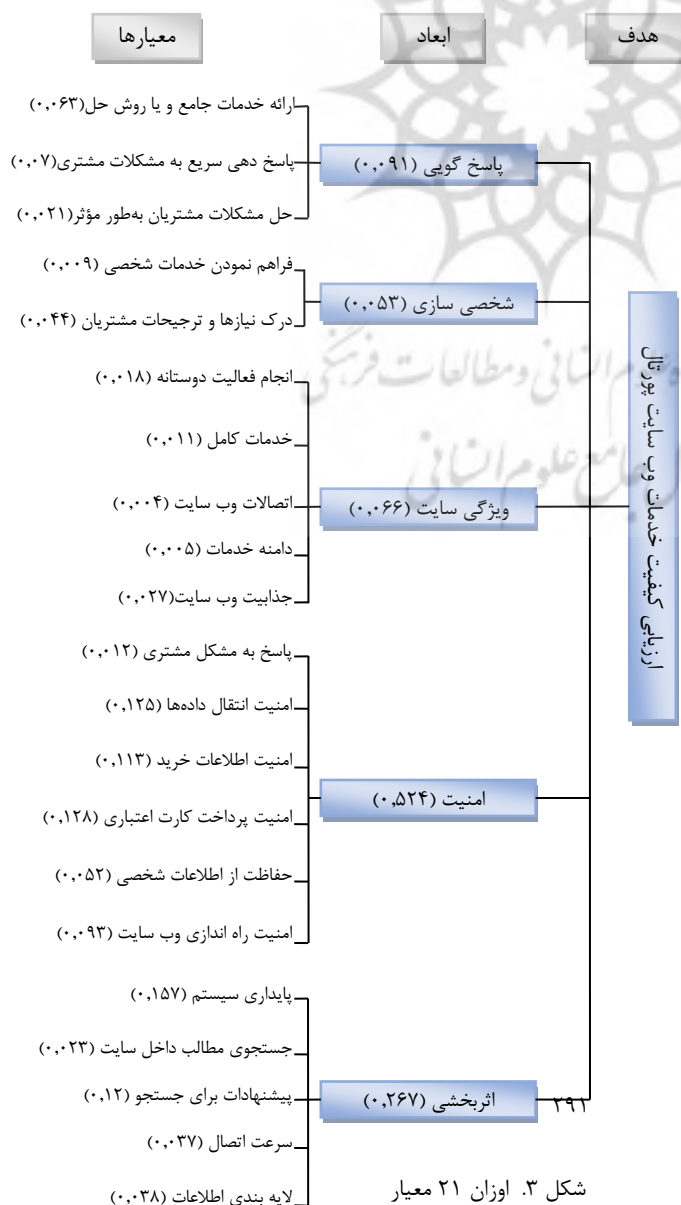 هدف
ابعاد
معیارها
ارزیابی کیفیت خدمات وب سایت پورتال
پاسخ گویی (۰,۰۹۱)
ارائه خدمات جامع و یا روش حل(۰,۰۶۳)
پاسخ دهی سریع به مشکلات مشتری(۰,۰۷)
حل مشکلات مشتریان به‌طور مؤثر(۰,۰۲۱)
شخصی سازی (۰,۰۵۳)
فراهم نمودن خدمات شخصی (۰,۰۰۹)
درک نیازها و ترجیحات مشتریان (۰,۰۴۴)
ویژگی سایت (۰,۰۶۶)
انجام فعالیت دوستانه (۰,۰۱۸)
خدمات کامل (۰,۰۱۱)
اتصالات وب سایت (۰,۰۰۴)
دامنه خدمات (۰,۰۰۵)
جذابیت وب سایت(۰,۰۲۷)
امنیت (۰,۵۲۴)
پاسخ به مشکل مشتری (۰,۰۱۲)
امنیت انتقال داده‌ها (۰,۱۲۵)
امنیت اطلاعات خرید (۰,۱۱۳)
امنیت پرداخت کارت اعتباری (۰,۱۲۸)
حفاظت از اطلاعات شخصی (۰,۰۵۲)
امنیت راه اندازی وب سایت (۰,۰۹۳)
اثربخشی (۰,۲۶۷)
پایداری سیستم (۰,۱۵۷)
جستجوی مطالب داخل سایت (۰,۰۲۳)
پیشنهادات برای جستجو (۰,۱۲)
سرعت اتصال (۰,۰۳۷)
لایه بندی اطلاعات (۰,۰۳۸)
۲۹۱
شکل ۳. اوزان ۲۱ معیار
م انسانی و مطالعات فرهنگی
جامع علوم انسانی